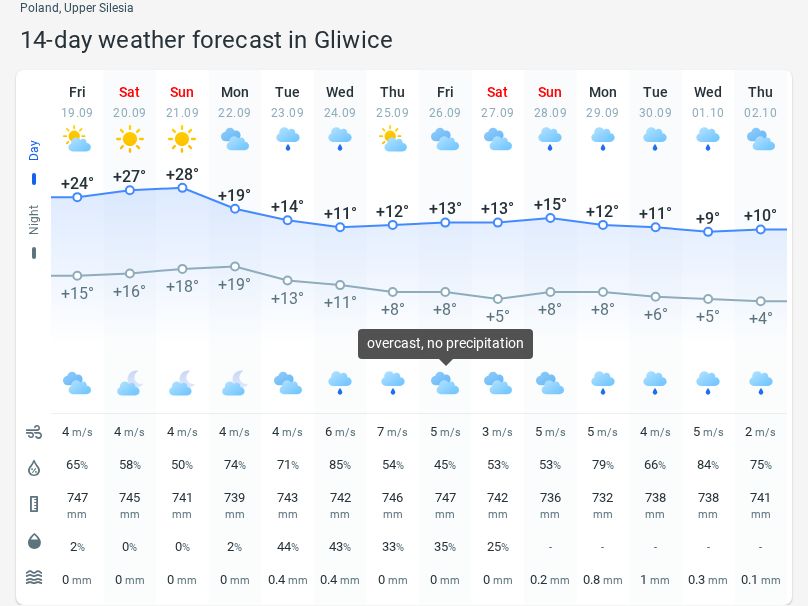 Poland, Upper Silesia
14-day weather forecast in Gliwice
Fri Sat Sun Mon Tue Wed Thu Fri Sat Sun Mon Tue Wed Thu
19.09 20.09 21.09 22.09 23.09 24.09 25.09 26.09 27.09 28.09 29.09 30.09 01.10 02.10
Day
+24° +27° +28° +19° +14° +11° +12° +13° +13° +15° +12° +11° +9° +10°
Night
+15° +16° +18° +19° +13° +11° +8° +8° +5° +8° +8° +6° +5° +4°
overcast, no precipitation
4 m/s 4 m/s 4 m/s 4 m/s 4 m/s 6 m/s 7 m/s 5 m/s 3 m/s 5 m/s 5 m/s 4 m/s 5 m/s 2 m/s
65% 58% 50% 74% 71% 85% 54% 45% 53% 53% 79% 66% 84% 75%
747 745 741 739 743 742 746 747 742 736 732 738 738 741
mm mm mm mm mm mm mm mm mm mm mm mm mm mm
2% 0% 0% 2% 44% 43% 33% 35% 25% - - - - -
0 mm 0 mm 0 mm 0 mm 0.4 mm 0.4 mm 0 mm 0 mm 0 mm 0.2 mm 0.8 mm 1 mm 0.3 mm 0.1 mm